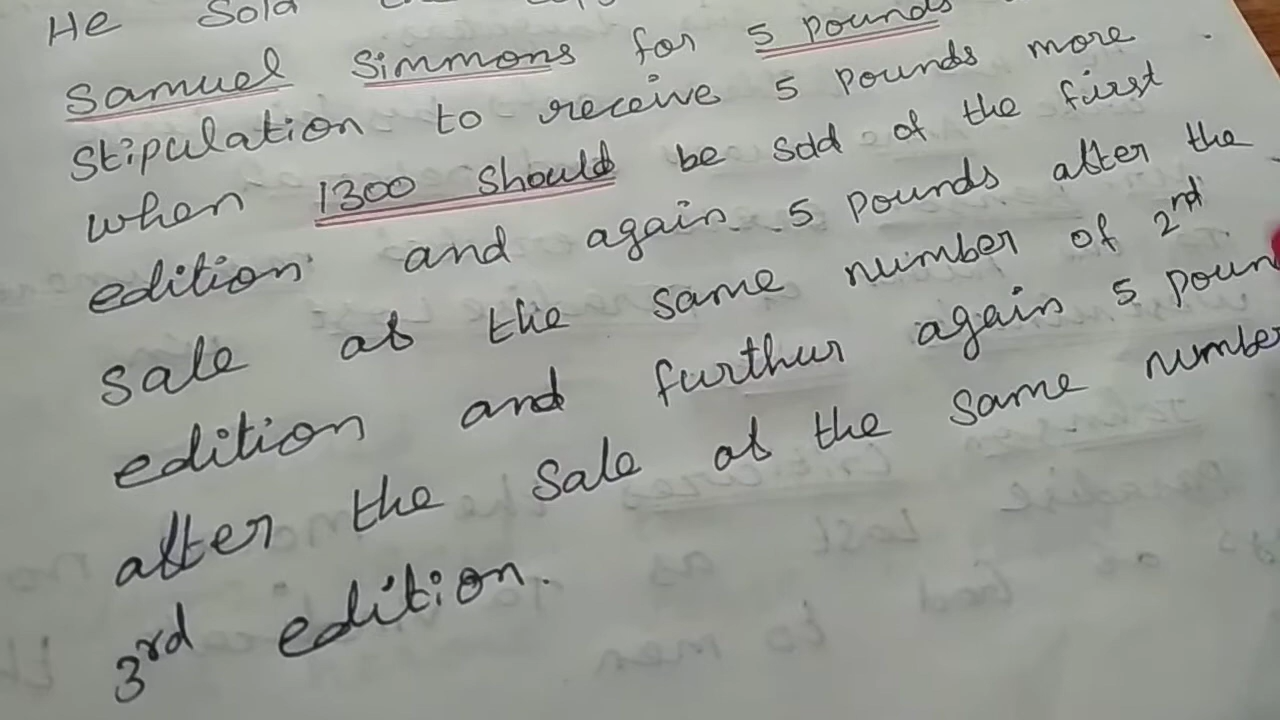 He Sold the
Samuel Simmons for 5 pounds
Stipulation to receive 5 pounds more
when 1300 should be sold of the first
edition and again 5 pounds after the
sale of the same number of 2nd
edition and furthur again 5 poun
after the sale of the same number
3rd edition.